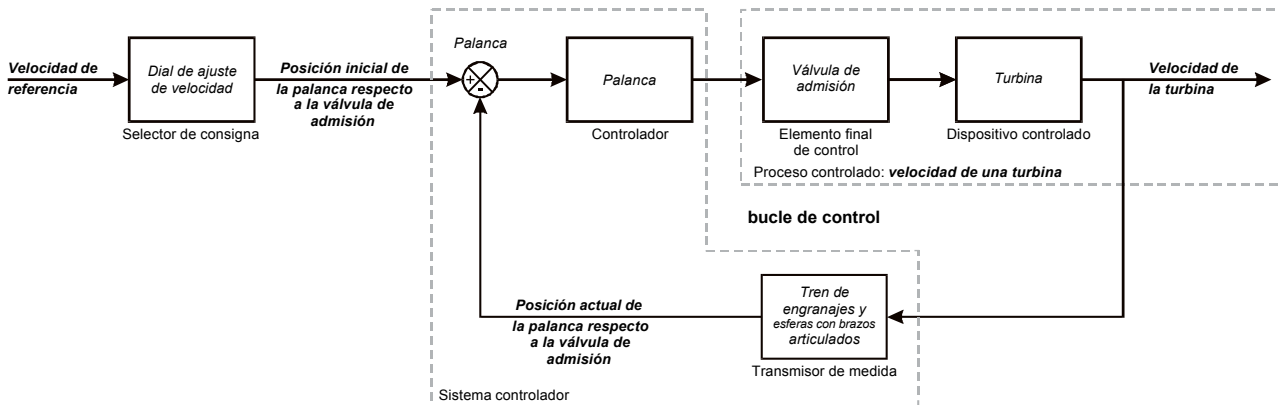 Velocidad de
referencia
Dial de ajuste
de velocidad
Selector de consigna
Posición inicial de
la palanca respecto
a la válvula de
admisión
Palanca
+
-
Palanca
Controlador
Válvula de
admisión
Elemento final
de control
Turbina
Dispositivo controlado
Velocidad de
la turbina
Proceso controlado: velocidad de una turbina
bucle de control
Posición actual de
la palanca respecto
a la válvula de
admisión
Tren de
engranajes y
esferas con brazos
articulados
Transmisor de medida
Sistema controlador